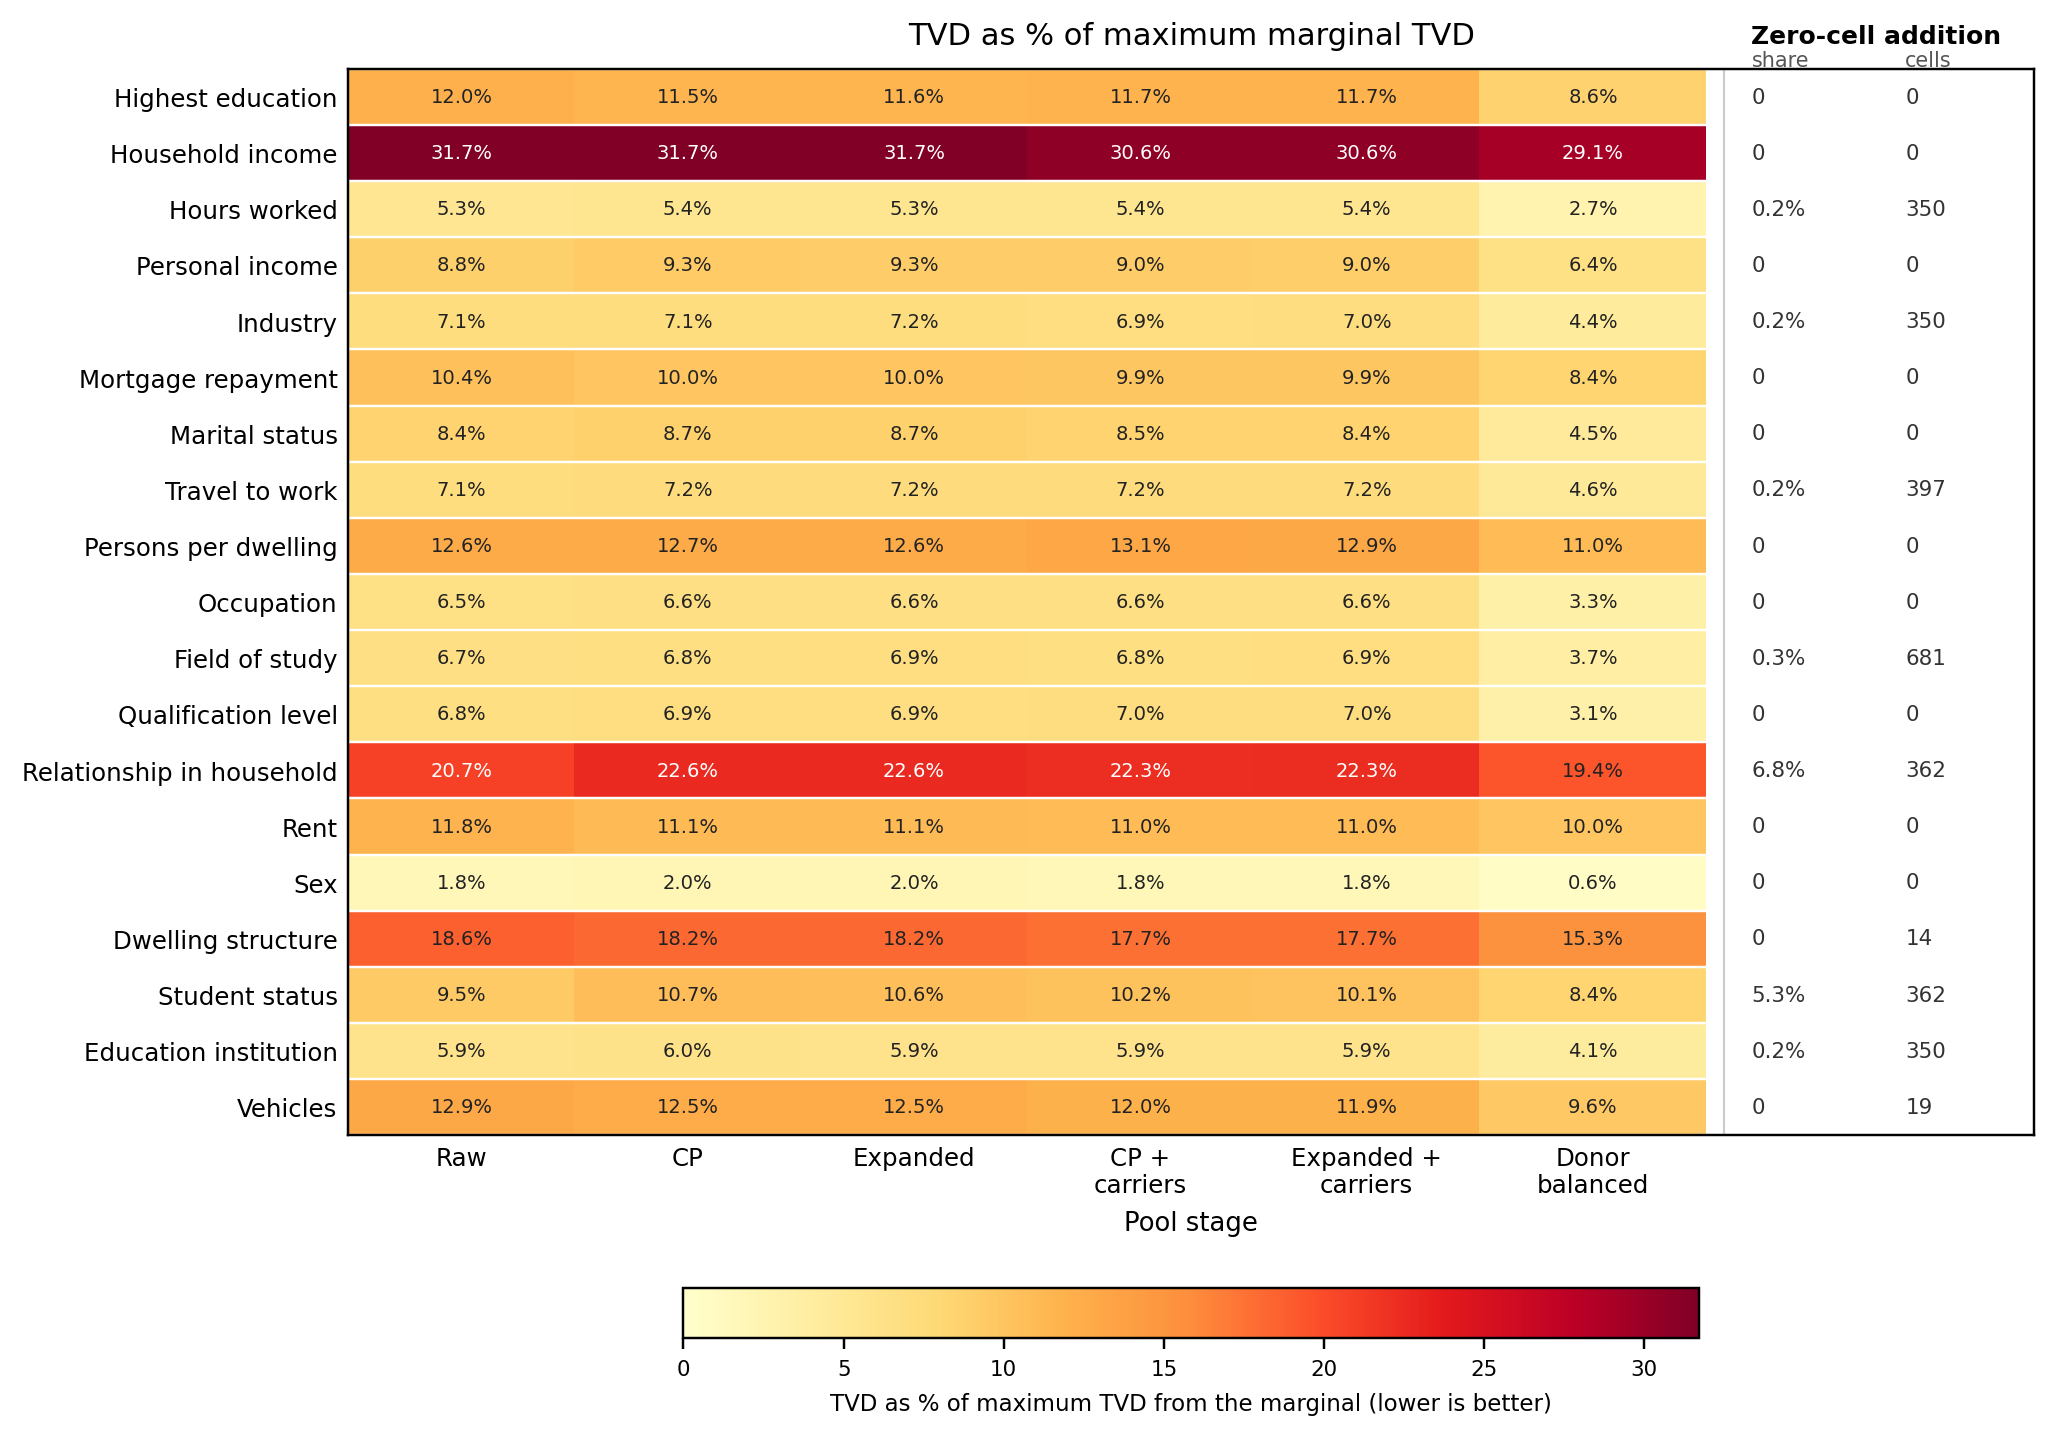 TVD as % of maximum marginal TVD
Zero-cell addition
share cells
Highest education 12.0% 11.5% 11.6% 11.7% 11.7% 8.6% 0 0
Household income 31.7% 31.7% 31.7% 30.6% 30.6% 29.1% 0 0
Hours worked 5.3% 5.4% 5.3% 5.4% 5.4% 2.7% 0.2% 350
Personal income 8.8% 9.3% 9.3% 9.0% 9.0% 6.4% 0 0
Industry 7.1% 7.1% 7.2% 6.9% 7.0% 4.4% 0.2% 350
Mortgage repayment 10.4% 10.0% 10.0% 9.9% 9.9% 8.4% 0 0
Marital status 8.4% 8.7% 8.7% 8.5% 8.4% 4.5% 0 0
Travel to work 7.1% 7.2% 7.2% 7.2% 7.2% 4.6% 0.2% 397
Persons per dwelling 12.6% 12.7% 12.6% 13.1% 12.9% 11.0% 0 0
Occupation 6.5% 6.6% 6.6% 6.6% 6.6% 3.3% 0 0
Field of study 6.7% 6.8% 6.9% 6.8% 6.9% 3.7% 0.3% 681
Qualification level 6.8% 6.9% 6.9% 7.0% 7.0% 3.1% 0 0
Relationship in household 20.7% 22.6% 22.6% 22.3% 22.3% 19.4% 6.8% 362
Rent 11.8% 11.1% 11.1% 11.0% 11.0% 10.0% 0 0
Sex 1.8% 2.0% 2.0% 1.8% 1.8% 0.6% 0 0
Dwelling structure 18.6% 18.2% 18.2% 17.7% 17.7% 15.3% 0 14
Student status 9.5% 10.7% 10.6% 10.2% 10.1% 8.4% 5.3% 362
Education institution 5.9% 6.0% 5.9% 5.9% 5.9% 4.1% 0.2% 350
Vehicles 12.9% 12.5% 12.5% 12.0% 11.9% 9.6% 0 19
Raw CP Expanded CP + Expanded + Donor
carriers carriers balanced
Pool stage
0 5 10 15 20 25 30
TVD as % of maximum TVD from the marginal (lower is better)